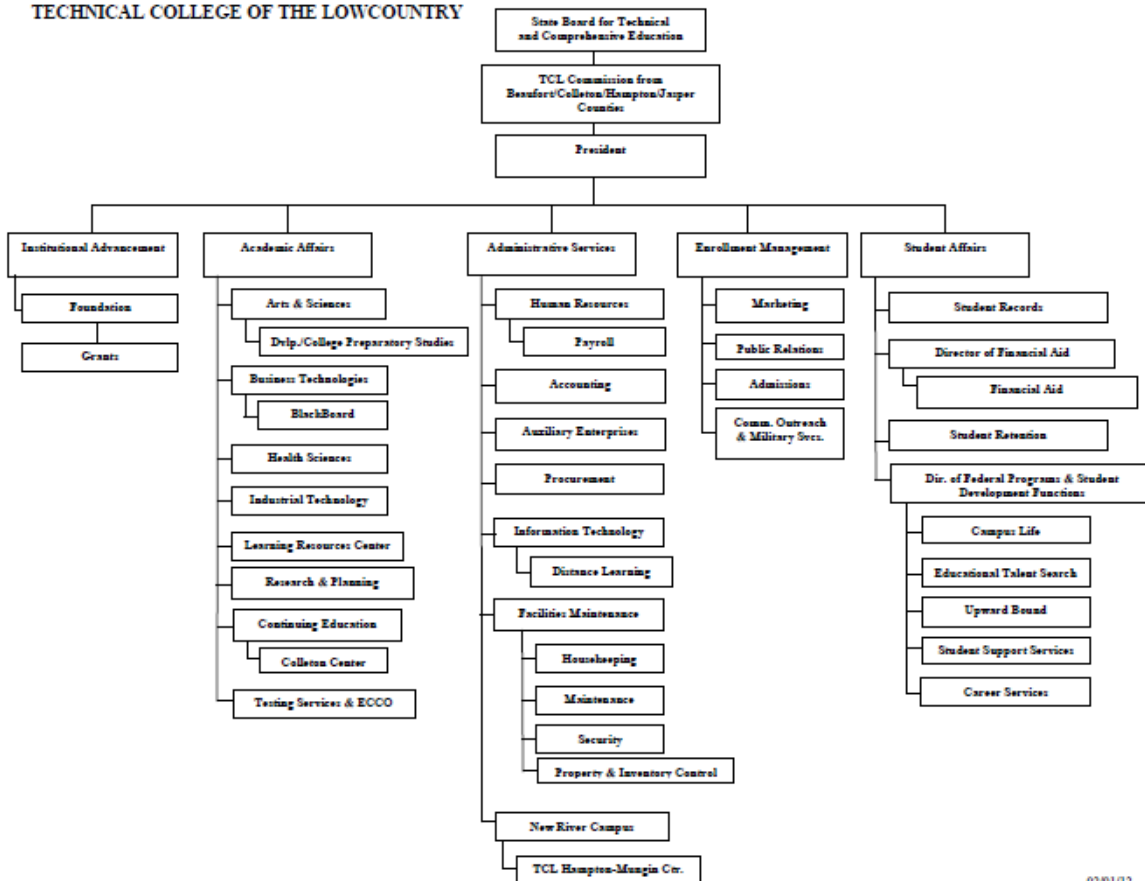 TECHNICAL COLLEGE OF THE LOWCOUNTRY
State Board for Technical
and Comprehensive Education
TCL Commission from
Beaufort/Colleton/Hampton/Jasper
Counties
President
Institutional Advancement
Foundation
Grants
Academic Affairs
Arts & Sciences
Dvlp./College Preparatory Studies
Business Technologies
BlackBoard
Health Sciences
Industrial Technology
Learning Resources Center
Research & Planning
Continuing Education
Colleton Center
Testing Services & ECCO
Administrative Services
Human Resources
Payroll
Accounting
Auxiliary Enterprises
Procurement
Information Technology
Distance Learning
Facilities Maintenance
Housekeeping
Maintenance
Security
Property & Inventory Control
New River Campus
TCL Hampton-Mungin Ctr.
Enrollment Management
Marketing
Public Relations
Admissions
Comm. Outreach
& Military Svcs.
Student Affairs
Student Records
Director of Financial Aid
Financial Aid
Student Retention
Dir. of Federal Programs & Student
Development Functions
Campus Life
Educational Talent Search
Upward Bound
Student Support Services
Career Services